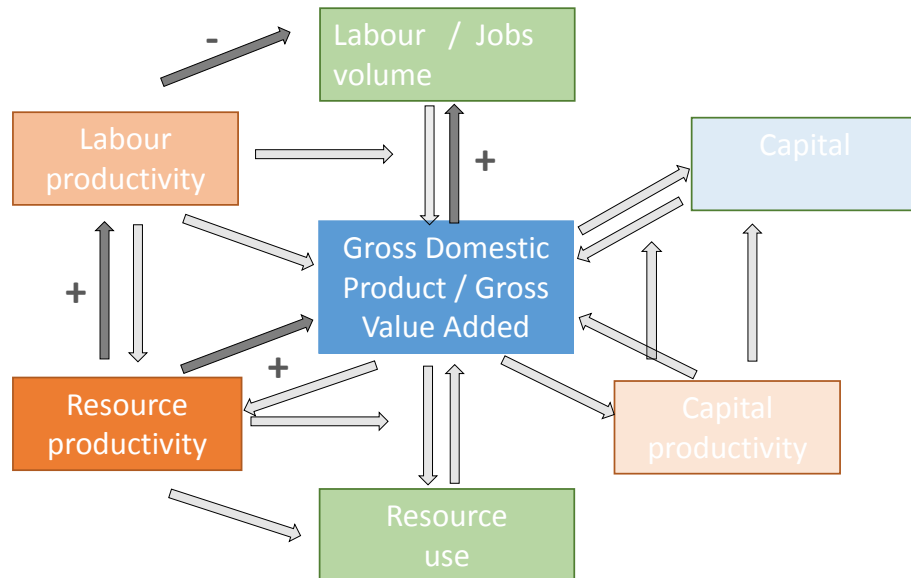 -
Labour / Jobs
volume
Labour
productivity
+
Capital
Gross Domestic
Product / Gross
Value Added
+
+
Resource
productivity
Capital
productivity
Resource
use